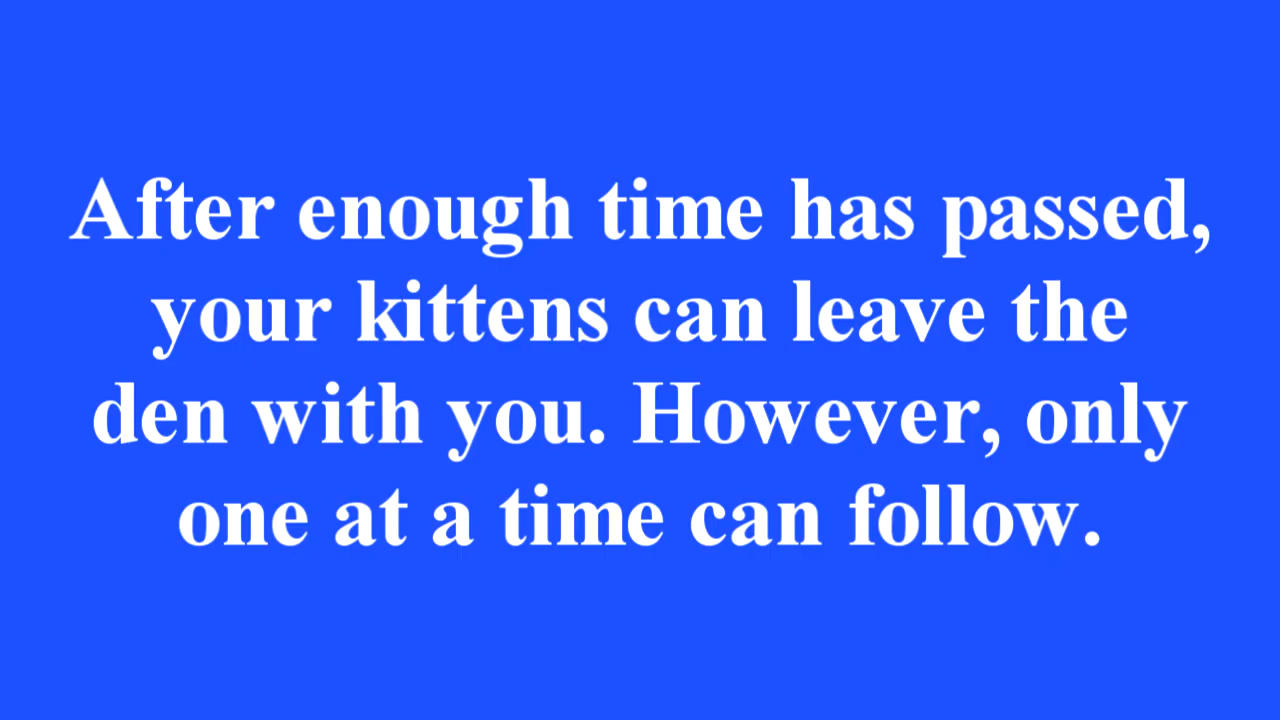 After enough time has passed,
your kittens can leave the
den with you. However, only
one at a time can follow.